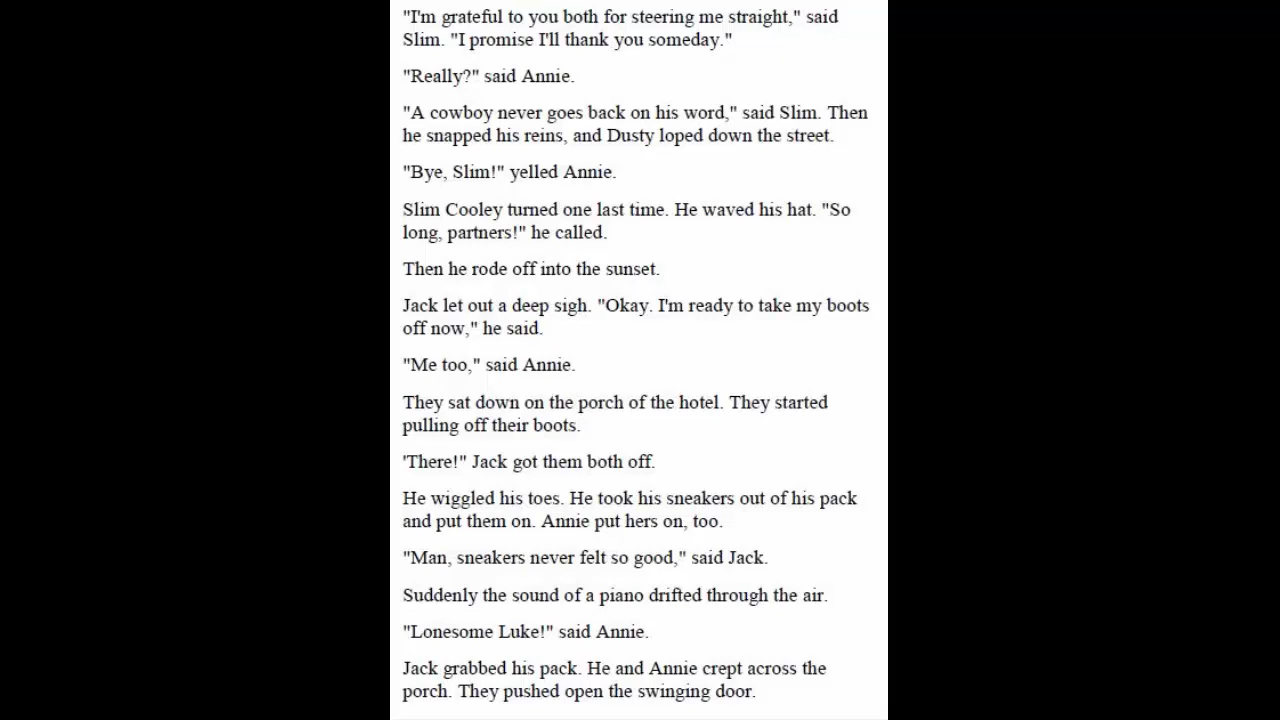 "I'm grateful to you both for steering me straight," said
Slim. "I promise I'll thank you someday."
"Really?" said Annie.
"A cowboy never goes back on his word," said Slim. Then
he snapped his reins, and Dusty loped down the street.
"Bye, Slim!" yelled Annie.
Slim Cooley turned one last time. He waved his hat. "So
long, partners!" he called.
Then he rode off into the sunset.
Jack let out a deep sigh. "Okay. I'm ready to take my boots
off now," he said.
"Me too," said Annie.
They sat down on the porch of the hotel. They started
pulling off their boots.
'There!" Jack got them both off.
He wiggled his toes. He took his sneakers out of his pack
and put them on. Annie put hers on, too.
"Man, sneakers never felt so good," said Jack.
Suddenly the sound of a piano drifted through the air.
"Lonesome Luke!" said Annie.
Jack grabbed his pack. He and Annie crept across the
porch. They pushed open the swinging door.